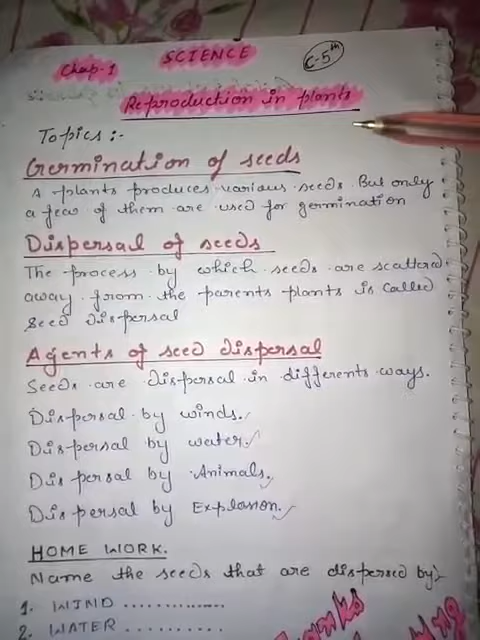 SCIENCE
Chap-1
C-5th
Reproduction in plants
Topics:-
Germination of seeds
A plants produces various seeds. But only
a few of them are used for germination
Dispersal of seeds
The process by which seeds are scattered
away from the parents plants is called
seed dispersal
Agents of seed dispersal
Seeds are dispersal in differents ways.
Dispersal by winds.
Dispersal by water.
Dispersal by Animals.
Dispersal by Explosion.
HOME WORK.
Name the seeds that are dispersed by:-
1. WIND ..............
2. WATER ..........